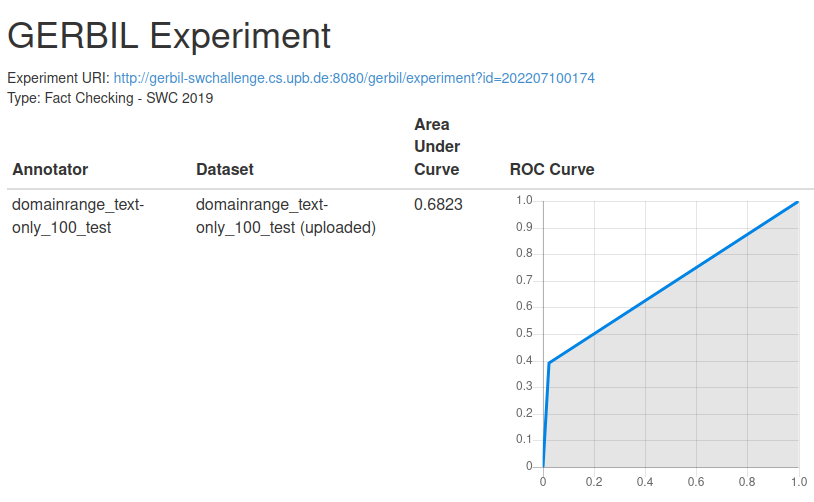 GERBIL Experiment
Experiment URI: http://gerbil-swchallenge.cs.upb.de:8080/gerbil/experiment?id=202207100174
Type: Fact Checking - SWC 2019
Annotator
Dataset
Area
Under
Curve
ROC Curve
domainrange_text-
only_100_test
domainrange_text-
only_100_test (uploaded)
0.6823
1.0
0.9
0.8
0.7
0.6
0.5
0.4
0.3
0.2
0.1
0
0
0.2
0.4
0.6
0.8
1.0